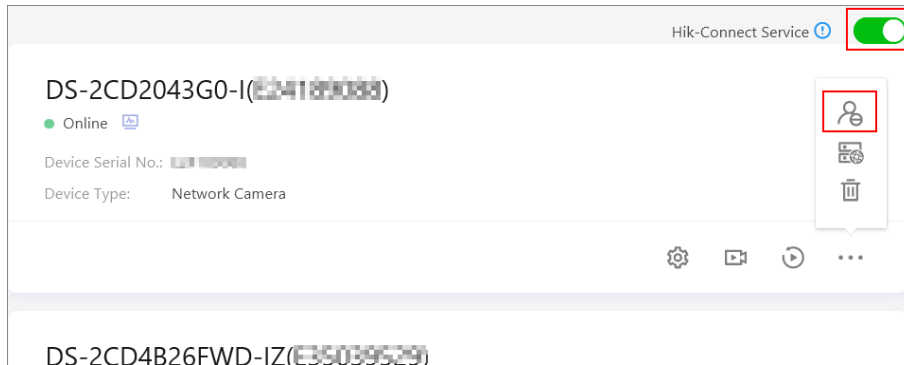 Hik-Connect Service
DS-2CD2043G0-I(
)
Online
Device Serial No.:
Device Type: Network Camera
DS-2CD4B26FWD-IZ(